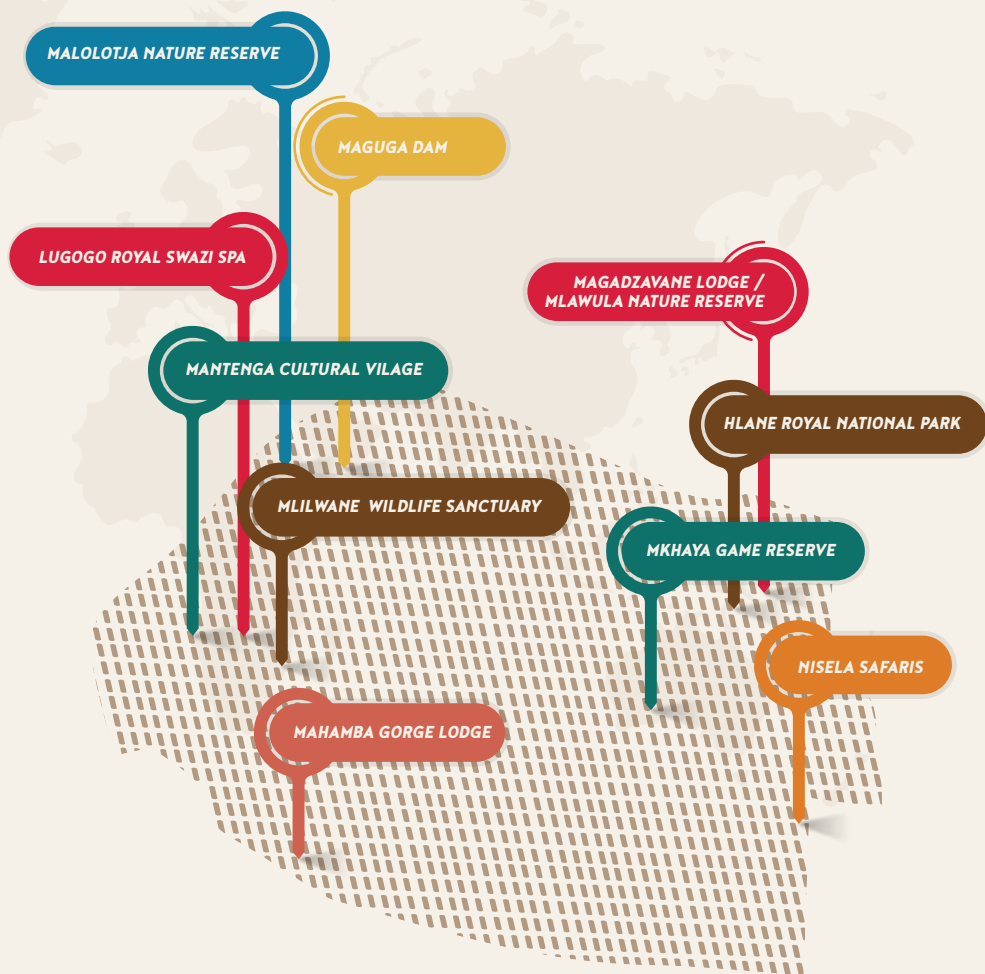 MALOLOTJA NATURE RESERVE
MAGUGA DAM
LUGOGO ROYAL SWAZI SPA
MAGADZAVANE LODGE /
MLAWULA NATURE RESERVE
MANTENGA CULTURAL VILAGE
HLANE ROYAL NATIONAL PARK
MLILWANE WILDLIFE SANCTUARY
MKHAYA GAME RESERVE
NISELA SAFARIS
MAHAMBA GORGE LODGE